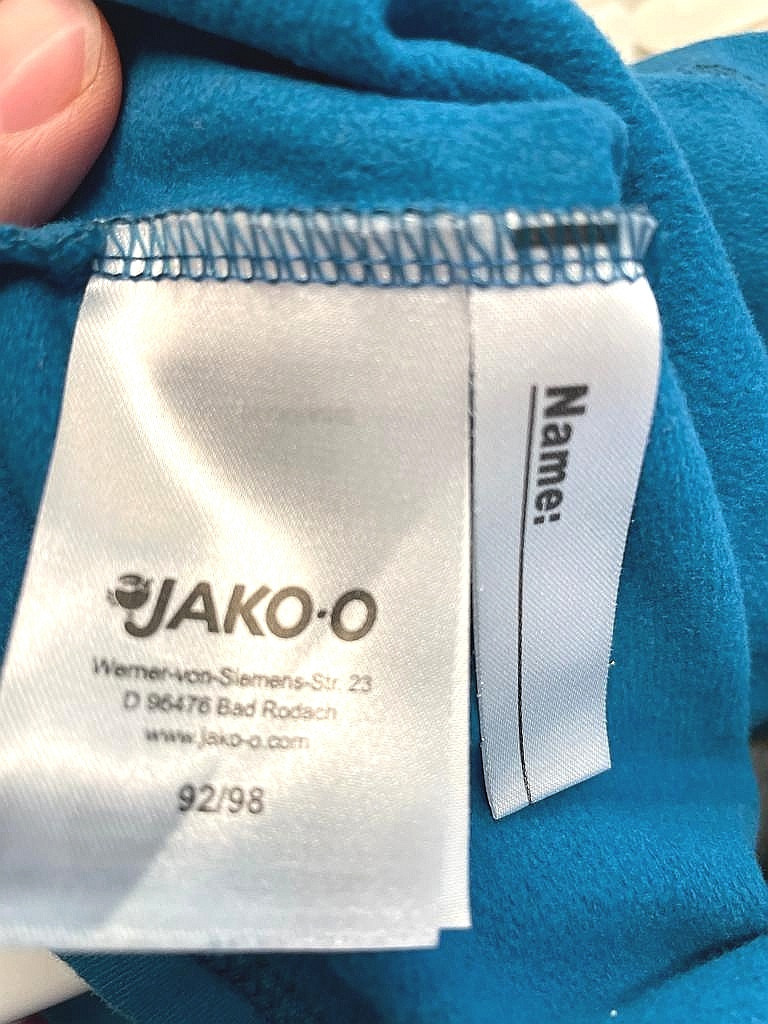 JAKO-O
Werner-von-Siemens-Str. 23
D 96476 Bad Rodach
www.jako-o.com
92/98
Name: